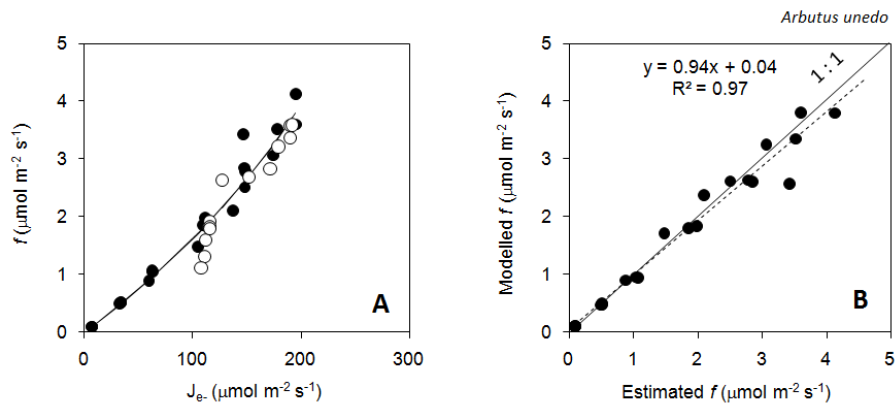 Arbutus unedo
5
4
3
2
1
0
f (μmol m-2 s-1)
A
0
100
200
300
Je- (μmol m-2 s-1)
y = 0.94x + 0.04
R² = 0.97
1 : 1
5
4
3
2
1
0
Modelled f (μmol m-2 s-1)
B
0
1
2
3
4
5
Estimated f (μmol m-2 s-1)